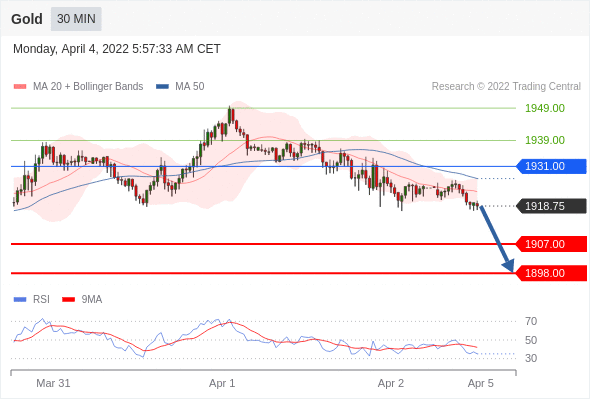 Gold 30 MIN
Monday, April 4, 2022 5:57:33 AM CET
MA 20 + Bollinger Bands MA 50
Research © 2022 Trading Central
1949.00
1939.00
1931.00
1918.75
1907.00
1898.00
RSI 9MA
70
50
30
Mar 31 Apr 1 Apr 2 Apr 5